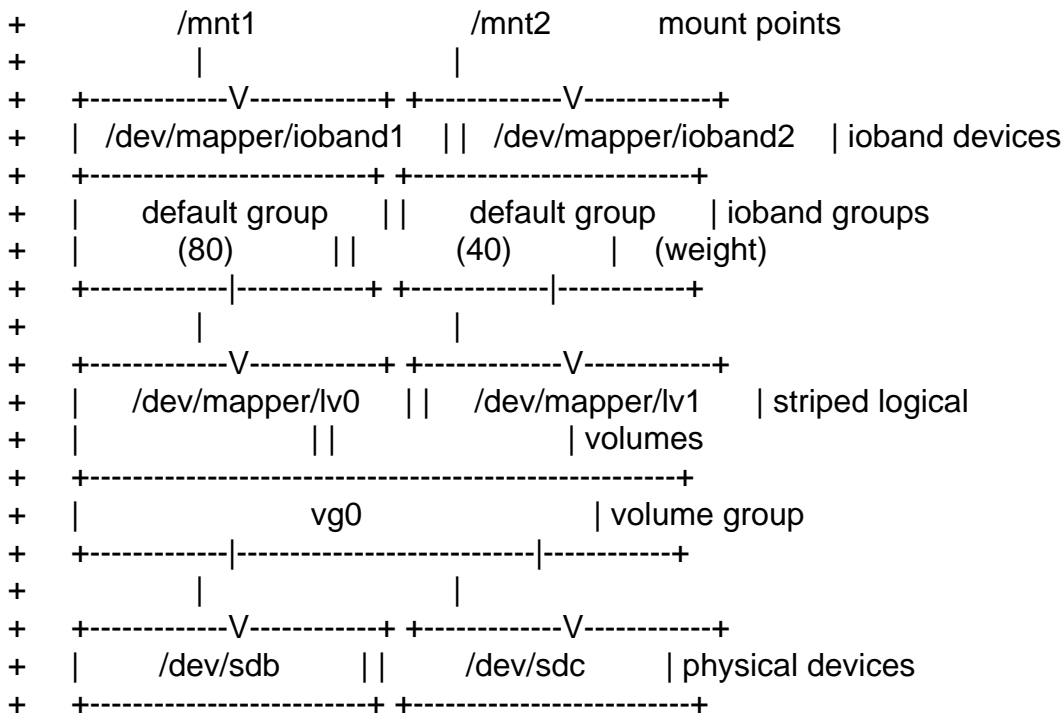 + /mnt1 /mnt2 mount points
+ | |
+ +-------------V------------+ +-------------V------------+
+ | /dev/mapper/ioband1 | | /dev/mapper/ioband2 | ioband devices
+ +--------------------------+ +--------------------------+
+ | default group | | default group | ioband groups
+ | (80) | | (40) | (weight)
+ +-------------|------------+ +-------------|------------+
+ | |
+ +-------------V------------+ +-------------V------------+
+ | /dev/mapper/lv0 | | /dev/mapper/lv1 | striped logical
+ | | | | volumes
+ +-------------------------------------------------------+
+ | vg0 | volume group
+ +-------------|----------------------------|------------+
+ | |
+ +-------------V------------+ +-------------V------------+
+ | /dev/sdb | | /dev/sdc | physical devices
+ +--------------------------+ +--------------------------+